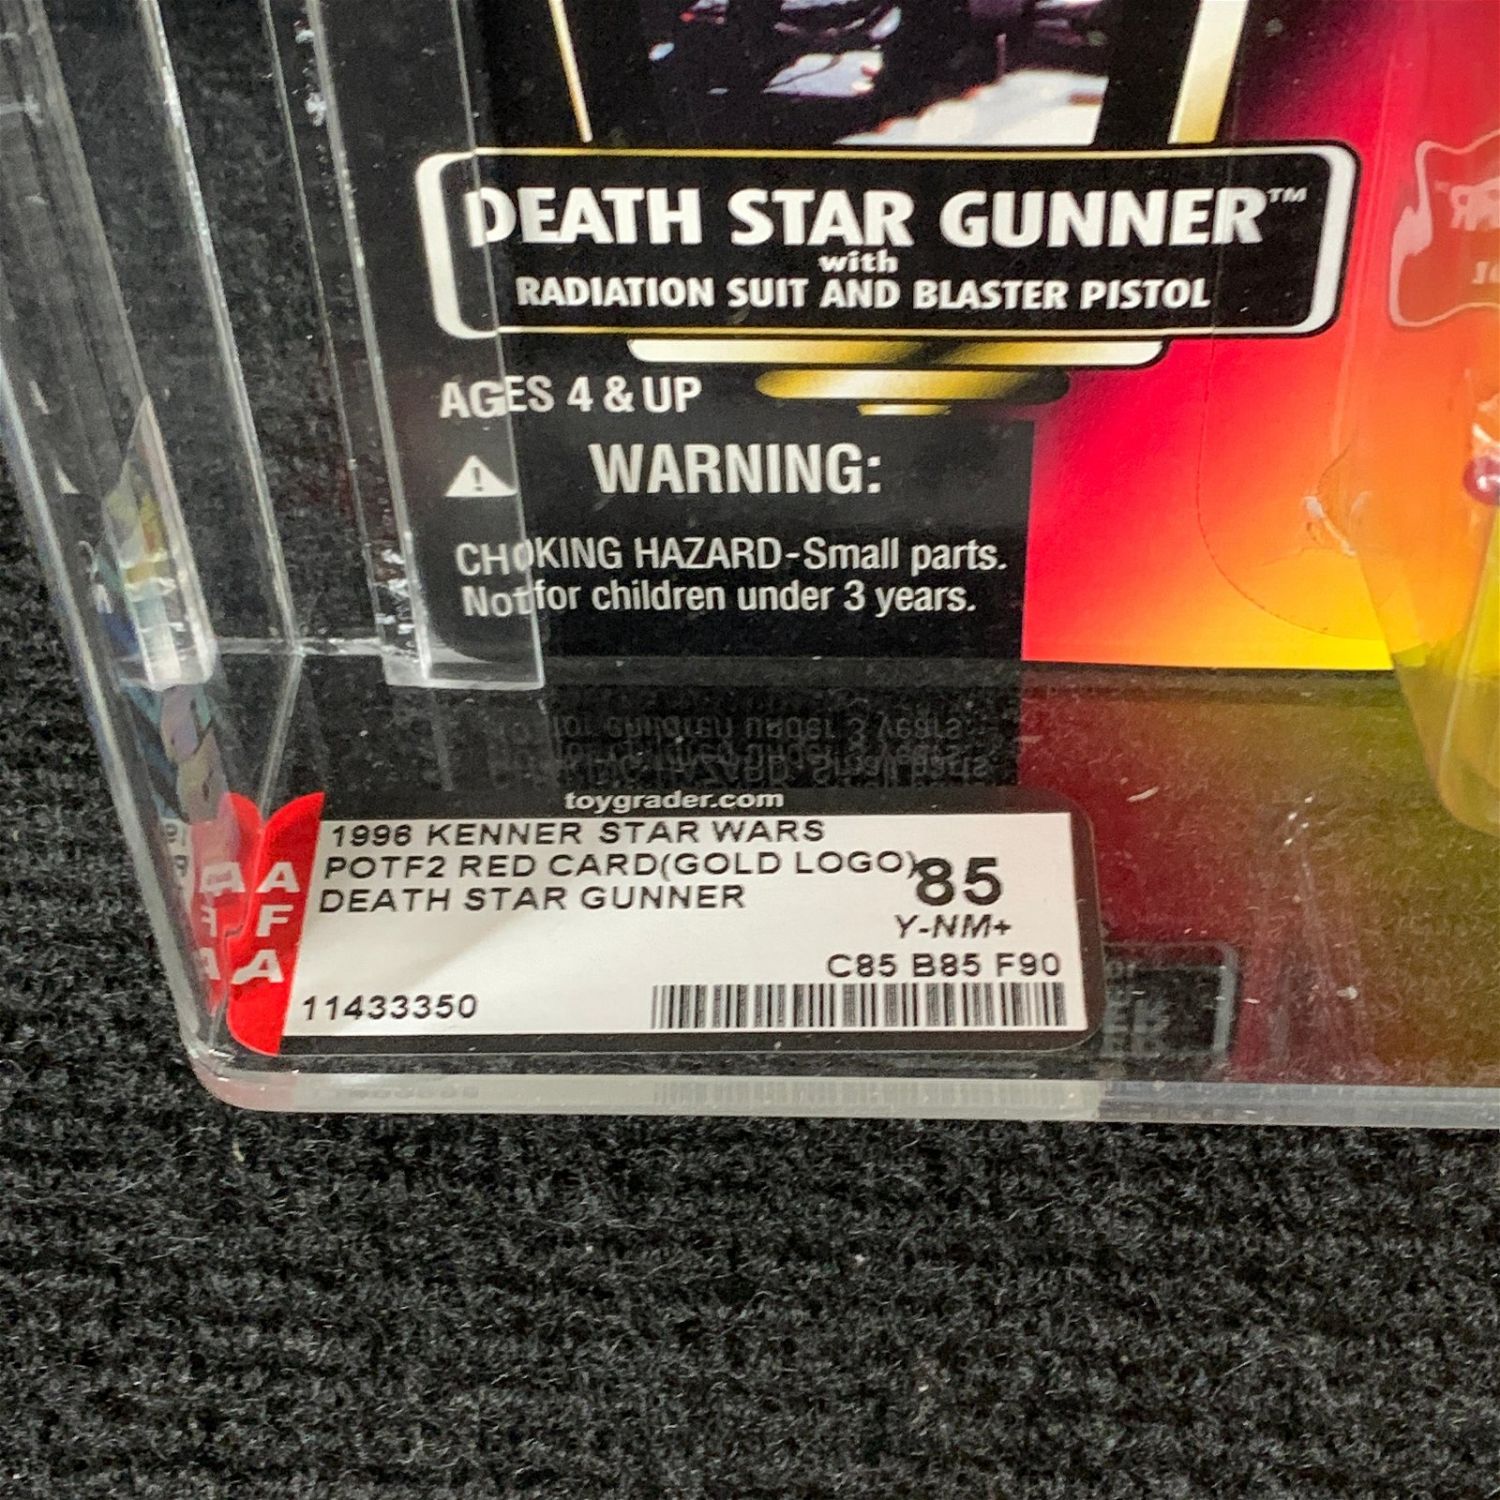 DEATH STAR GUNNER™
with
RADIATION SUIT AND BLASTER PISTOL
AGES 4 & UP
WARNING:
CHOKING HAZARD-Small parts.
Not for children under 3 years.
toygrader.com
1996 KENNER STAR WARS
POTF2 RED CARD(GOLD LOGO)
DEATH STAR GUNNER
85
Y-NM+
C85 B85 F90
11433350
A
F
A